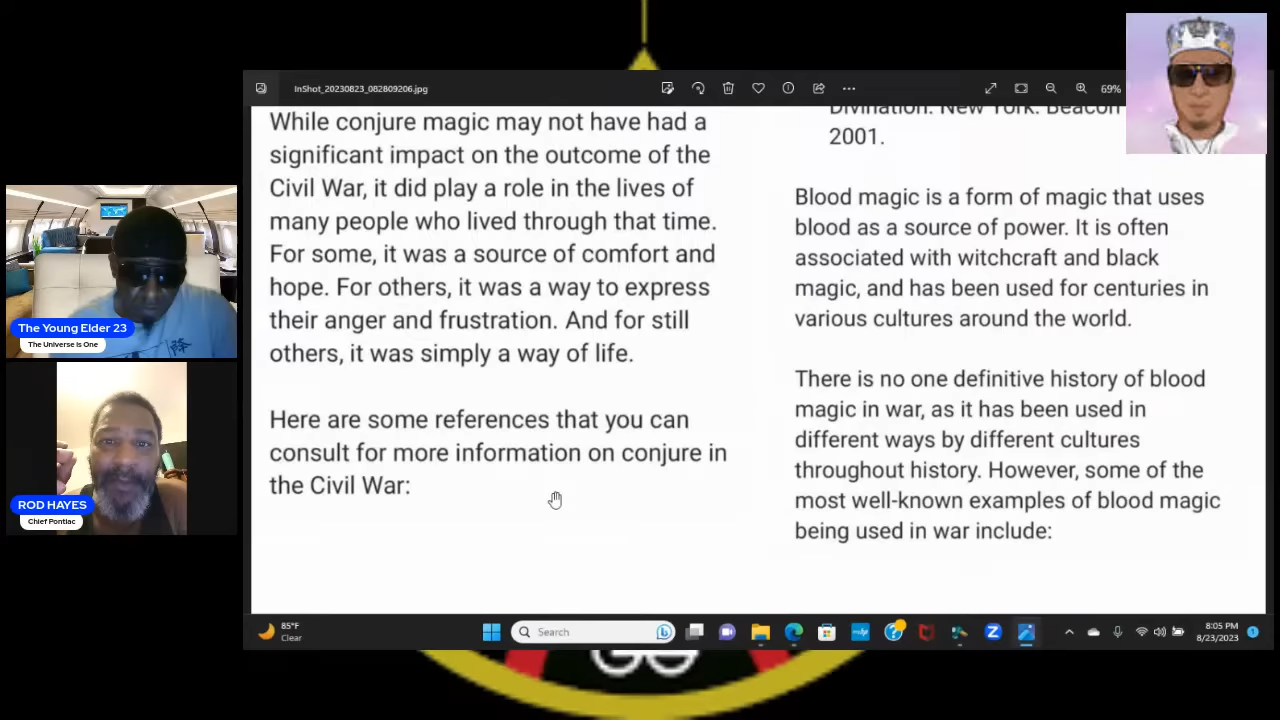 InShot_20230823_082809206.jpg
69%
While conjure magic may not have had a
significant impact on the outcome of the
Civil War, it did play a role in the lives of
many people who lived through that time.
For some, it was a source of comfort and
hope. For others, it was a way to express
their anger and frustration. And for still
others, it was simply a way of life.
Here are some references that you can
consult for more information on conjure in
the Civil War:
Divination. New York: Beacon
2001.
Blood magic is a form of magic that uses
blood as a source of power. It is often
associated with witchcraft and black
magic, and has been used for centuries in
various cultures around the world.
There is no one definitive history of blood
magic in war, as it has been used in
different ways by different cultures
throughout history. However, some of the
most well-known examples of blood magic
being used in war include:
The Young Elder 23
The Universe Is One
ROD HAYES
Chief Pontiac
85°F
Clear
Search
8:05 PM
8/23/2023